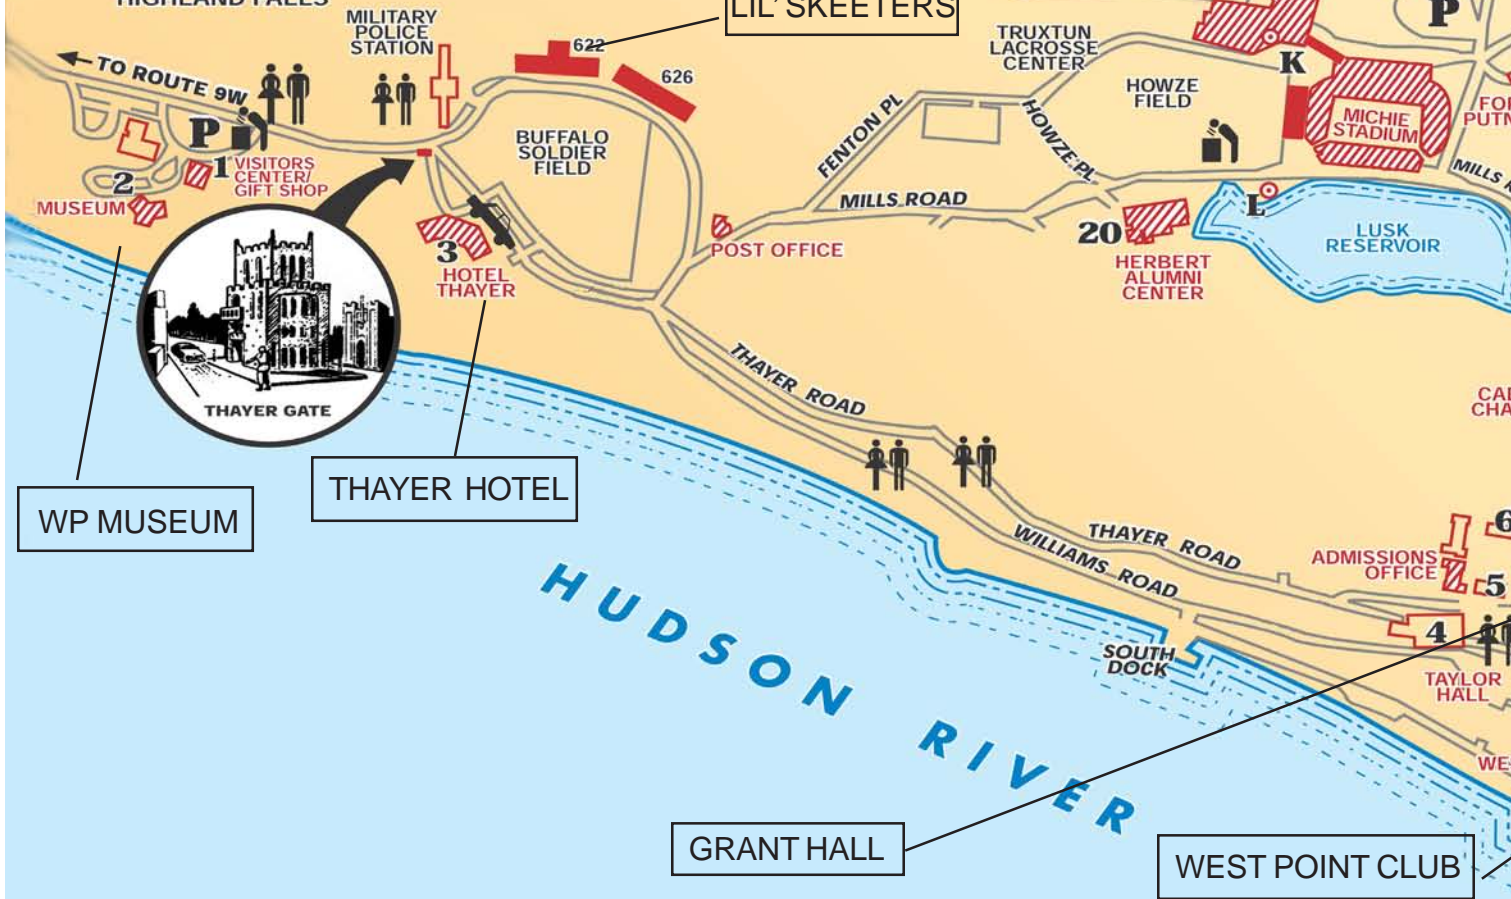 HIGHLAND FALLS
LIL' SKEETERS
MILITARY
POLICE
STATION
622
626
TO ROUTE 9W
P
1
VISITORS
CENTER/
GIFT SHOP
2
MUSEUM
BUFFALO
SOLDIER
FIELD
3
HOTEL
THAYER
THAYER GATE
TRUXTUN
LACROSSE
CENTER
FENTON PL
HOWZE PL
HOWZE
FIELD
K
P
MICHIE
STADIUM
MILLS ROAD
MILLS
POST OFFICE
20
HERBERT
ALUMNI
CENTER
L
LUSK
RESERVOIR
THAYER ROAD
THAYER ROAD
WILLIAMS ROAD
SOUTH
DOCK
ADMISSIONS
OFFICE
6
5
4
TAYLOR
HALL
WP MUSEUM
THAYER HOTEL
HUDSON RIVER
GRANT HALL
WEST POINT CLUB